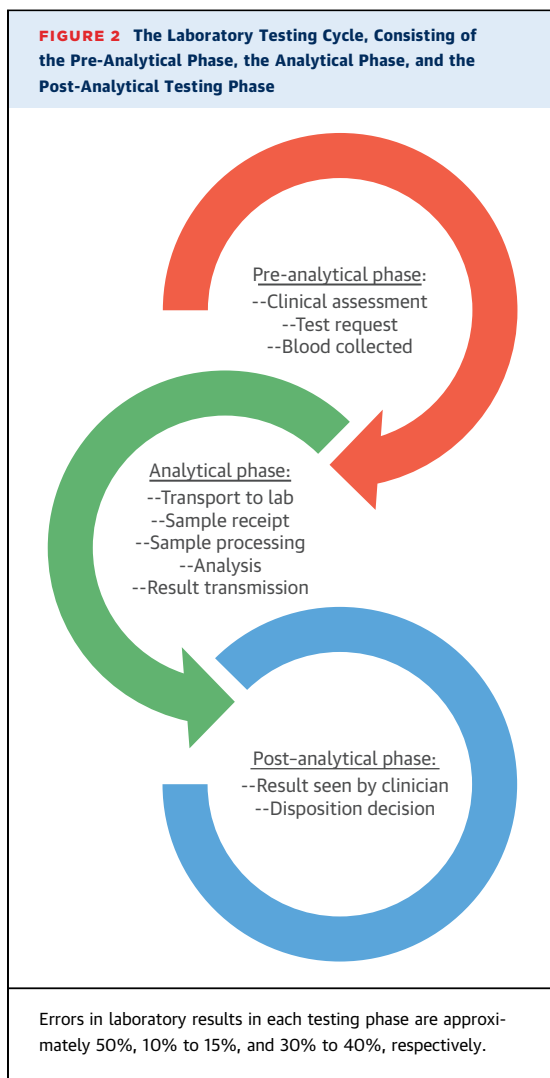 FIGURE 2 The Laboratory Testing Cycle, Consisting of
the Pre-Analytical Phase, the Analytical Phase, and the
Post-Analytical Testing Phase
Pre-analytical phase:
--Clinical assessment
--Test request
--Blood collected
Analytical phase:
--Transport to lab
--Sample receipt
--Sample processing
--Analysis
--Result transmission
Post-analytical phase:
--Result seen by clinician
--Disposition decision
Errors in laboratory results in each testing phase are approxi-
mately 50%, 10% to 15%, and 30% to 40%, respectively.